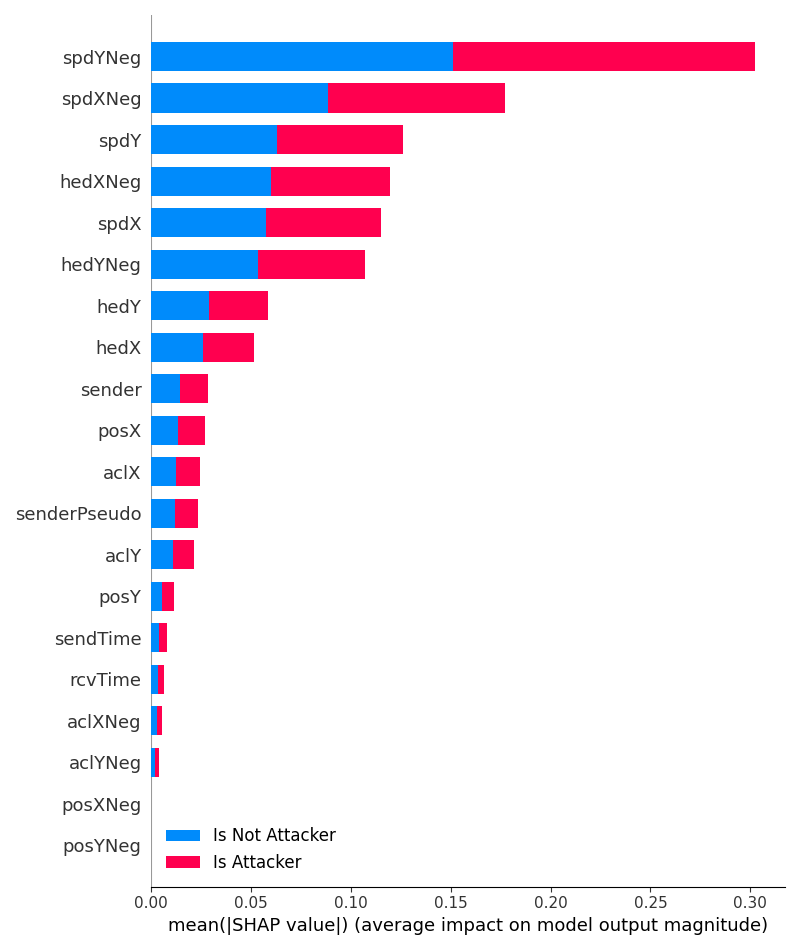 spdYNeg
spdXNeg
spdY
hedXNeg
spdX
hedYNeg
hedY
hedX
sender
posX
aclX
senderPseudo
aclY
posY
sendTime
rcvTime
aclXNeg
aclYNeg
posXNeg
posYNeg
Is Not Attacker
Is Attacker
0.00 0.05 0.10 0.15 0.20 0.25 0.30
mean(|SHAP value|) (average impact on model output magnitude)